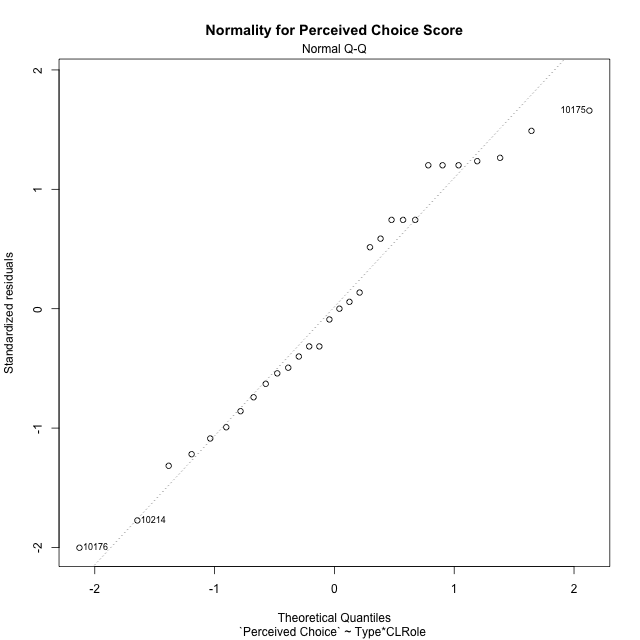 Normality for Perceived Choice Score
Normal Q-Q
2
1
0
-1
-2
Standardized residuals
10175
10214
10176
-2
-1
0
1
2
Theoretical Quantiles
`Perceived Choice` ~ Type*CLRole